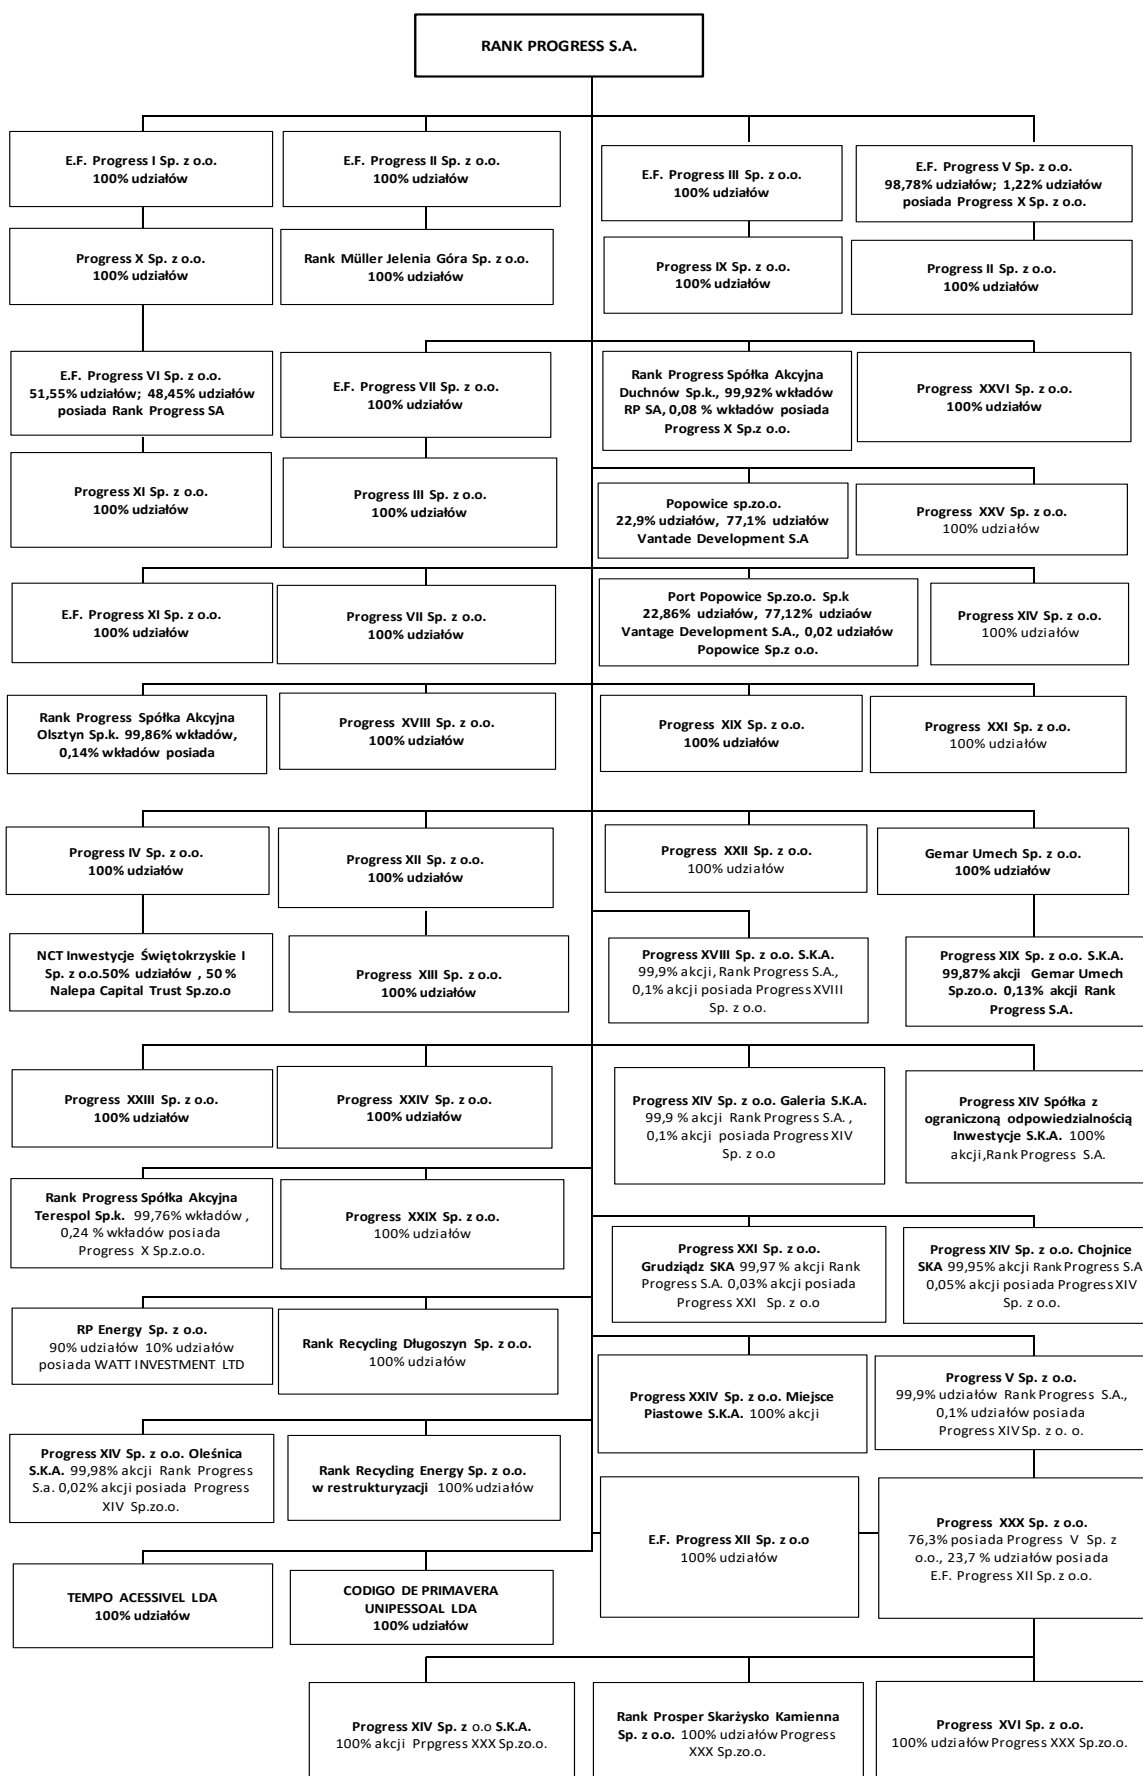 RANK PROGRESS S.A.
E.F. Progress I Sp. z o.o.
100% udziałów
E.F. Progress II Sp. z o.o.
100% udziałów
E.F. Progress III Sp. z o.o.
100% udziałów
E.F. Progress V Sp. z o.o.
98,78% udziałów; 1,22% udziałów
posiada Progress X Sp. z o.o.
Progress X Sp. z o.o.
100% udziałów
Rank Müller Jelenia Góra Sp. z o.o.
100% udziałów
Progress IX Sp. z o.o.
100% udziałów
Progress II Sp. z o.o.
100% udziałów
E.F. Progress VI Sp. z o.o.
51,55% udziałów; 48,45% udziałów
posiada Rank Progress SA
E.F. Progress VII Sp. z o.o.
100% udziałów
Rank Progress Spółka Akcyjna
Duchnów Sp.k., 99,92% wkładów
RP SA, 0,08 % wkładów posiada
Progress X Sp.z o.o.
Progress XXVI Sp. z o.o.
100% udziałów
Progress XI Sp. z o.o.
100% udziałów
Progress III Sp. z o.o.
100% udziałów
Popowice sp.zo.o.
22,9% udziałów, 77,1% udziałów
Vantade Development S.A
Progress XXV Sp. z o.o.
100% udziałów
E.F. Progress XI Sp. z o.o.
100% udziałów
Progress VII Sp. z o.o.
100% udziałów
Port Popowice Sp.zo.o. Sp.k
22,86% udziałów, 77,12% udziaów
Vantage Development S.A., 0,02 udziałów
Popowice Sp.z o.o.
Progress XIV Sp. z o.o.
100% udziałów
Rank Progress Spółka Akcyjna
Olsztyn Sp.k. 99,86% wkładów,
0,14% wkładów posiada
Progress XVIII Sp. z o.o.
100% udziałów
Progress XIX Sp. z o.o.
100% udziałów
Progress XXI Sp. z o.o.
100% udziałów
Progress IV Sp. z o.o.
100% udziałów
Progress XII Sp. z o.o.
100% udziałów
Progress XXII Sp. z o.o.
100% udziałów
Gemar Umech Sp. z o.o.
100% udziałów
NCT Inwestycje Świętokrzyskie I
Sp. z o.o.50% udziałów , 50 %
Nalepa Capital Trust Sp.zo.o
Progress XIII Sp. z o.o.
100% udziałów
Progress XVIII Sp. z o.o. S.K.A.
99,9% akcji, Rank Progress S.A.,
0,1% akcji posiada Progress XVIII
Sp. z o.o.
Progress XIX Sp. z o.o. S.K.A.
99,87% akcji Gemar Umech
Sp.zo.o. 0,13% akcji Rank
Progress S.A.
Progress XXIII Sp. z o.o.
100% udziałów
Progress XXIV Sp. z o.o.
100% udziałów
Progress XIV Sp. z o.o. Galeria S.K.A.
99,9 % akcji Rank Progress S.A. ,
0,1% akcji posiada Progress XIV
Sp. z o.o
Progress XIV Spółka z
ograniczoną odpowiedzialnością
Inwestycje S.K.A. 100%
akcji,Rank Progress S.A.
Rank Progress Spółka Akcyjna
Terespol Sp.k. 99,76% wkładów ,
0,24 % wkładów posiada
Progress X Sp.z.o.o.
Progress XXIX Sp. z o.o.
100% udziałów
Progress XXI Sp. z o.o.
Grudziądz SKA 99,97 % akcji Rank
Progress S.A. 0,03% akcji posiada
Progress XXI Sp. z o.o
Progress XIV Sp. z o.o. Chojnice
SKA 99,95% akcji Rank Progress S.A
0,05% akcji posiada Progress XIV
Sp. z o.o.
RP Energy Sp. z o.o.
90% udziałów 10% udziałów
posiada WATT INVESTMENT LTD
Rank Recycling Długoszyn Sp. z o.o.
100% udziałów
Progress XXIV Sp. z o.o. Miejsce
Piastowe S.K.A. 100% akcji
Progress V Sp. z o.o.
99,9% udziałów Rank Progress S.A.,
0,1% udziałów posiada
Progress XIV Sp. z o. o.
Progress XIV Sp. z o.o. Oleśnica
S.K.A. 99,98% akcji Rank Progress
S.a. 0,02% akcji posiada Progress
XIV Sp.zo.o.
Rank Recycling Energy Sp. z o.o.
w restrukturyzacji 100% udziałów
E.F. Progress XII Sp. z o.o
100% udziałów
Progress XXX Sp. z o.o.
76,3% posiada Progress V Sp. z
o.o., 23,7 % udziałów posiada
E.F. Progress XII Sp. z o.o.
TEMPO ACESSIVEL LDA
100% udziałów
CODIGO DE PRIMAVERA
UNIPESSOAL LDA
100% udziałów
Progress XIV Sp. z o.o S.K.A.
100% akcji Prpgress XXX Sp.zo.o.
Rank Prosper Skarżysko Kamienna
Sp. z o.o. 100% udziałów Progress
XXX Sp.zo.o.
Progress XVI Sp. z o.o.
100% udziałów Progress XXX Sp.zo.o.